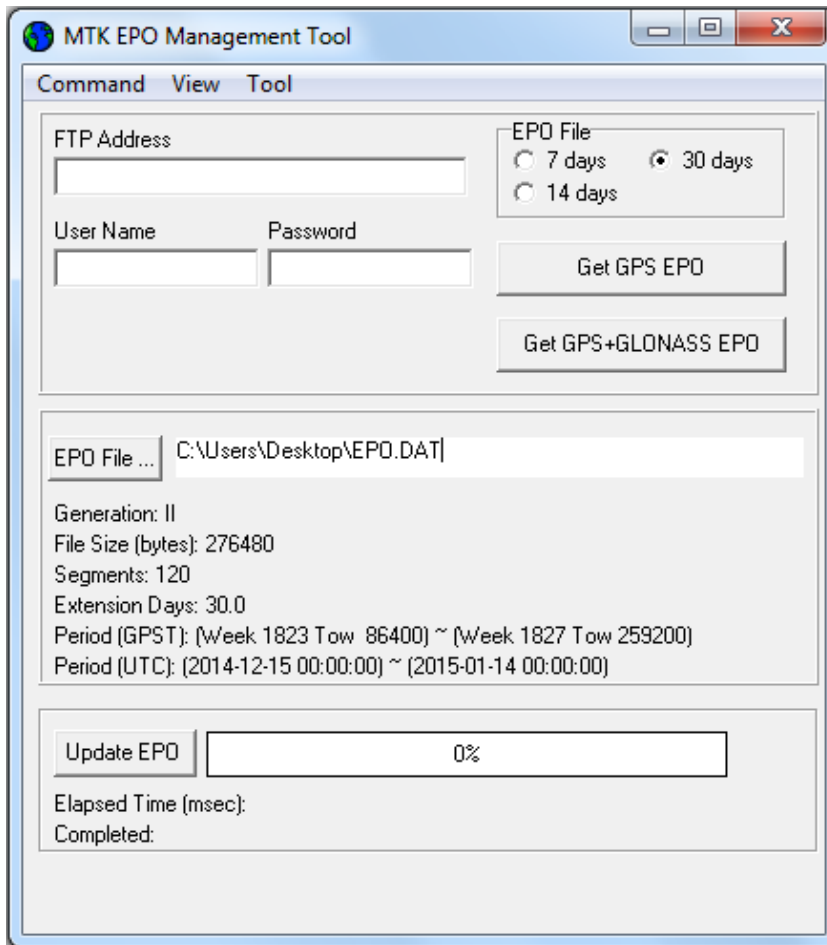 MTK EPO Management Tool
Command View Tool
FTP Address
User Name Password
EPO File
7 days 30 days
14 days
Get GPS EPO
Get GPS+GLONASS EPO
EPO File ... C:\Users\Desktop\EPO.DAT
Generation: II
File Size (bytes): 276480
Segments: 120
Extension Days: 30.0
Period (GPST): (Week 1823 Tow  86400) ~ (Week 1827 Tow 259200)
Period (UTC): (2014-12-15 00:00:00) ~ (2015-01-14 00:00:00)
Update EPO 0%
Elapsed Time (msec):
Completed: